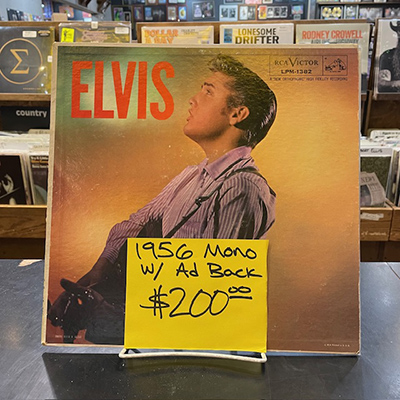 LONESOME
DRIFTER
RODNEY CROWELL
ELVIS
RCA VICTOR
LPM-1382
country
1956 Mono
W/ Ad Back
$200.00